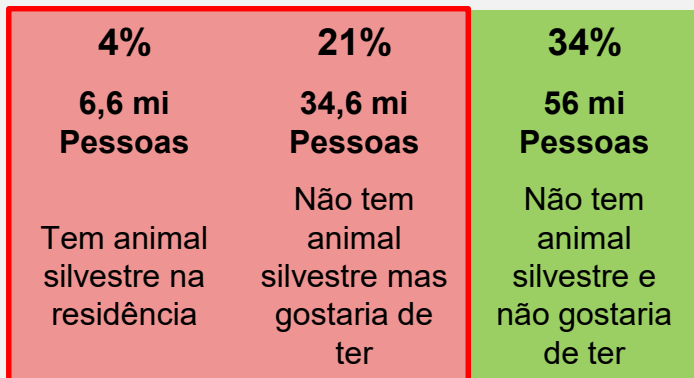 4%
6,6 mi
Pessoas
Tem animal
silvestre na
residência
21%
34,6 mi
Pessoas
Não tem
animal
silvestre mas
gostaria de
ter
34%
56 mi
Pessoas
Não tem
animal
silvestre e
não gostaria
de ter